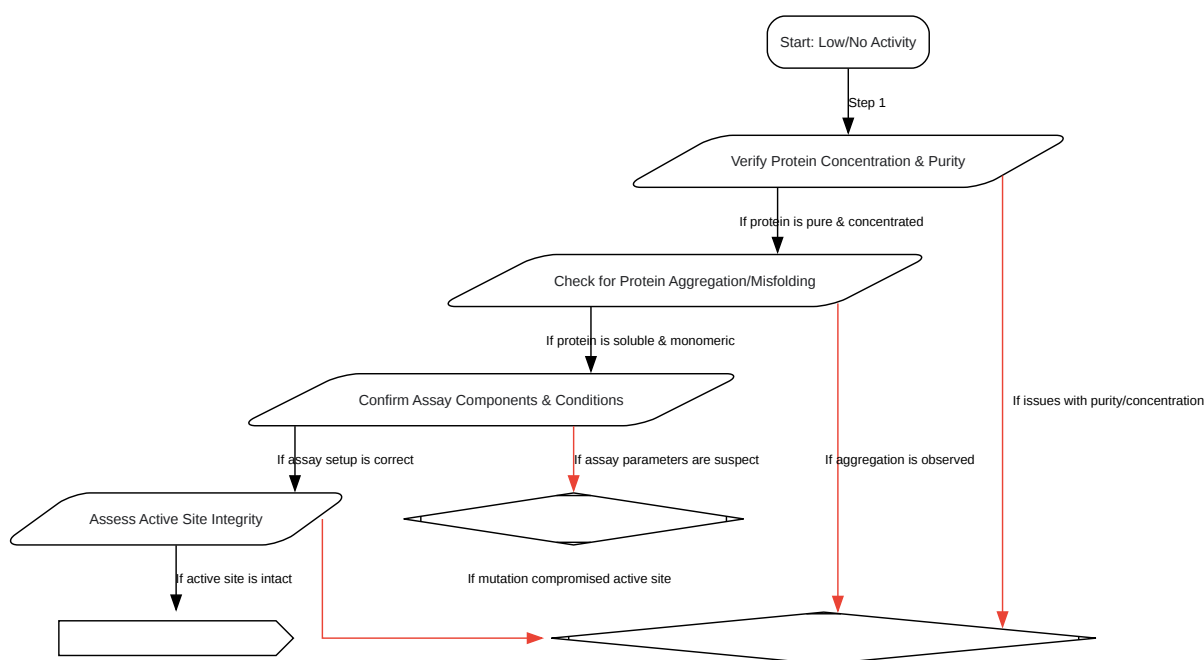 Start: Low/No Activity
Step 1
Verify Protein Concentration & Purity
If protein is pure & concentrated
Check for Protein Aggregation/Misfolding
If protein is soluble & monomeric
Confirm Assay Components & Conditions
If issues with purity/concentration
If assay setup is correct
If assay parameters are suspect
If aggregation is observed
Assess Active Site Integrity
If active site is intact
If mutation compromised active site